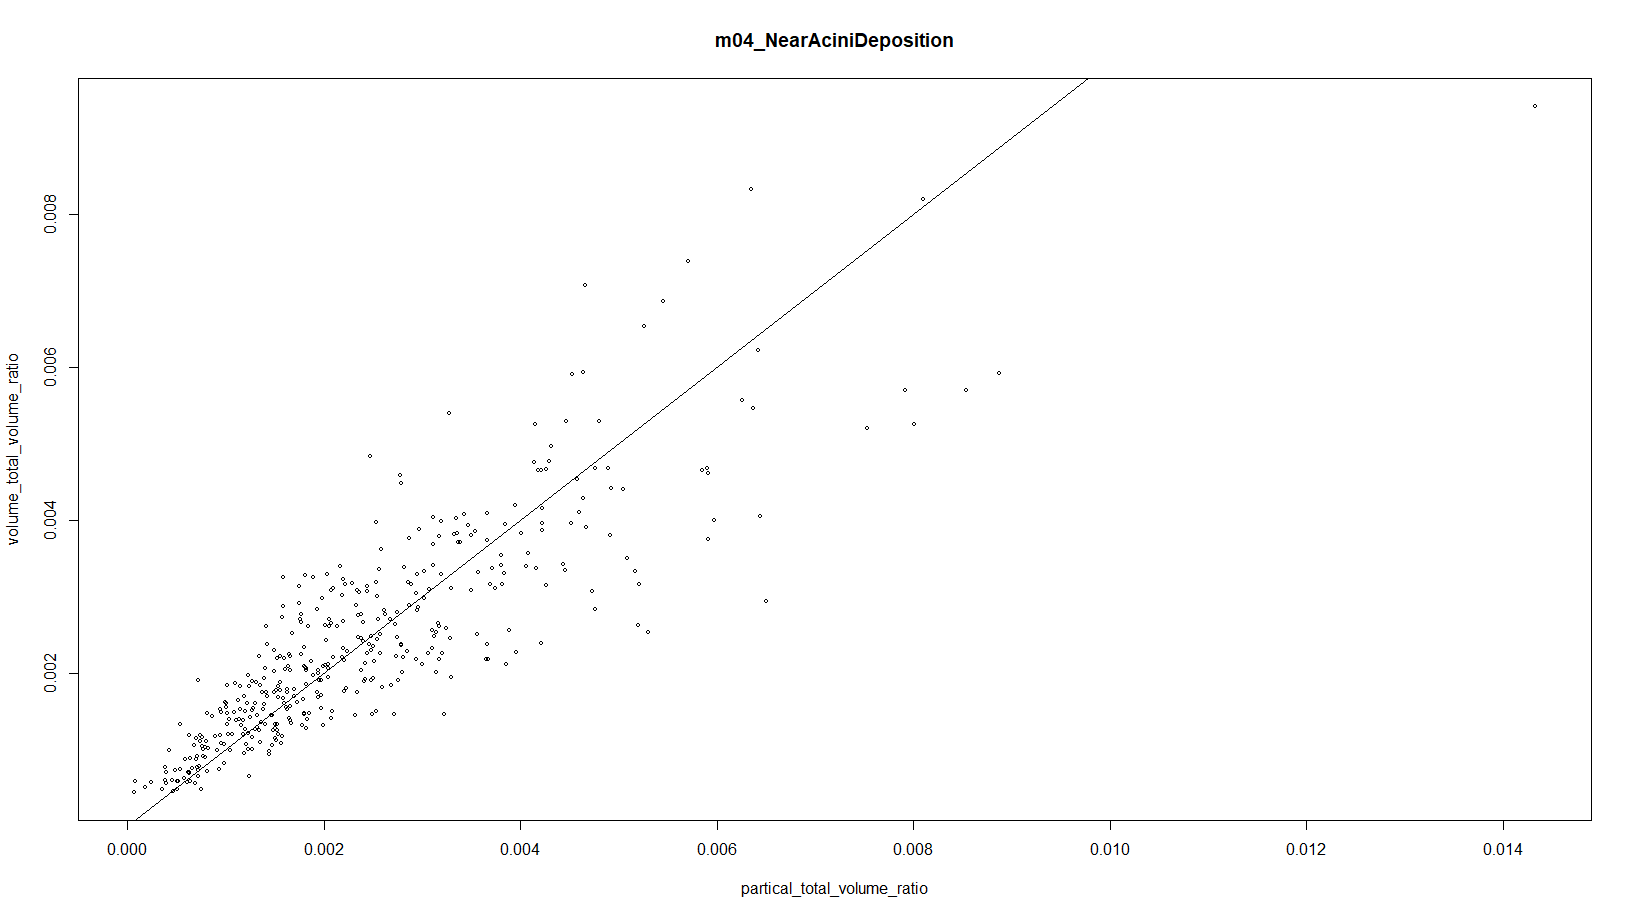 m04_NearAciniDeposition
volume_total_volume_ratio
0.008
0.006
0.004
0.002
0.000 0.002 0.004 0.006 0.008 0.010 0.012 0.014
partical_total_volume_ratio